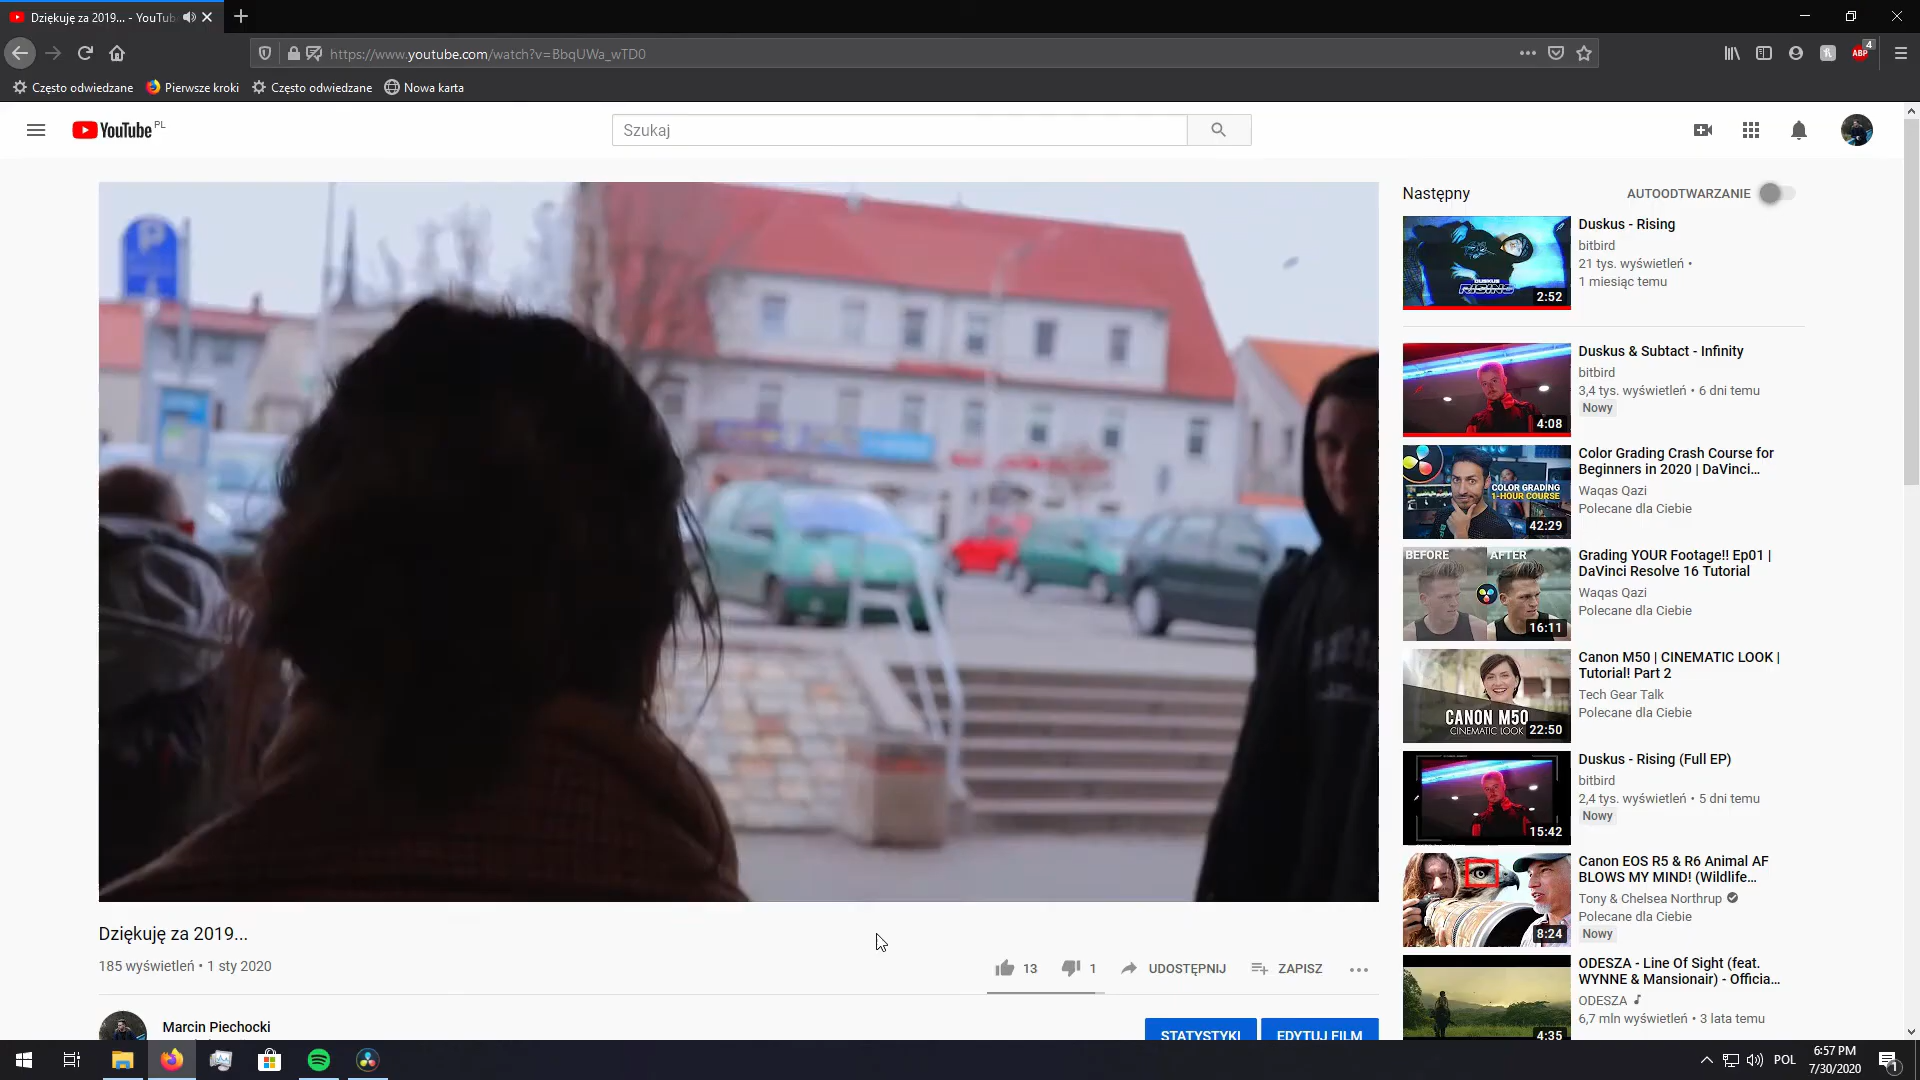 Dziękuję za 2019... - YouTub
https://www.youtube.com/watch?v=BbqUWa_wTD0
ABP
4
Często odwiedzane
Pierwsze kroki
Często odwiedzane
Nowa karta
YouTube PL
Szukaj
P
Następny
AUTOODTWARZANIE
DUSKUS
RISING
2:52
Duskus - Rising
bitbird
21 tys. wyświetleń •
1 miesiąc temu
4:08
Duskus & Subtact - Infinity
bitbird
3,4 tys. wyświetleń • 6 dni temu
Nowy
COLOR GRADING
1-HOUR COURSE
42:29
Color Grading Crash Course for
Beginners in 2020 | DaVinci...
Waqas Qazi
Polecane dla Ciebie
BEFORE
AFTER
16:11
Grading YOUR Footage!! Ep01 |
DaVinci Resolve 16 Tutorial
Waqas Qazi
Polecane dla Ciebie
CANON M50
CINEMATIC LOOK
22:50
Canon M50 | CINEMATIC LOOK |
Tutorial! Part 2
Tech Gear Talk
Polecane dla Ciebie
15:42
Duskus - Rising (Full EP)
bitbird
2,4 tys. wyświetleń • 5 dni temu
Nowy
8:24
Canon EOS R5 & R6 Animal AF
BLOWS MY MIND! (Wildlife...
Tony & Chelsea Northrup
Polecane dla Ciebie
Nowy
4:35
ODESZA - Line Of Sight (feat.
WYNNE & Mansionair) - Officia...
ODESZA
6,7 mln wyświetleń • 3 lata temu
Dziękuję za 2019...
185 wyświetleń • 1 sty 2020
13
1
UDOSTĘPNIJ
ZAPISZ
Marcin Piechocki
STATYSTYKI
EDYTUJ FILM
POL
6:57 PM
7/30/2020
1